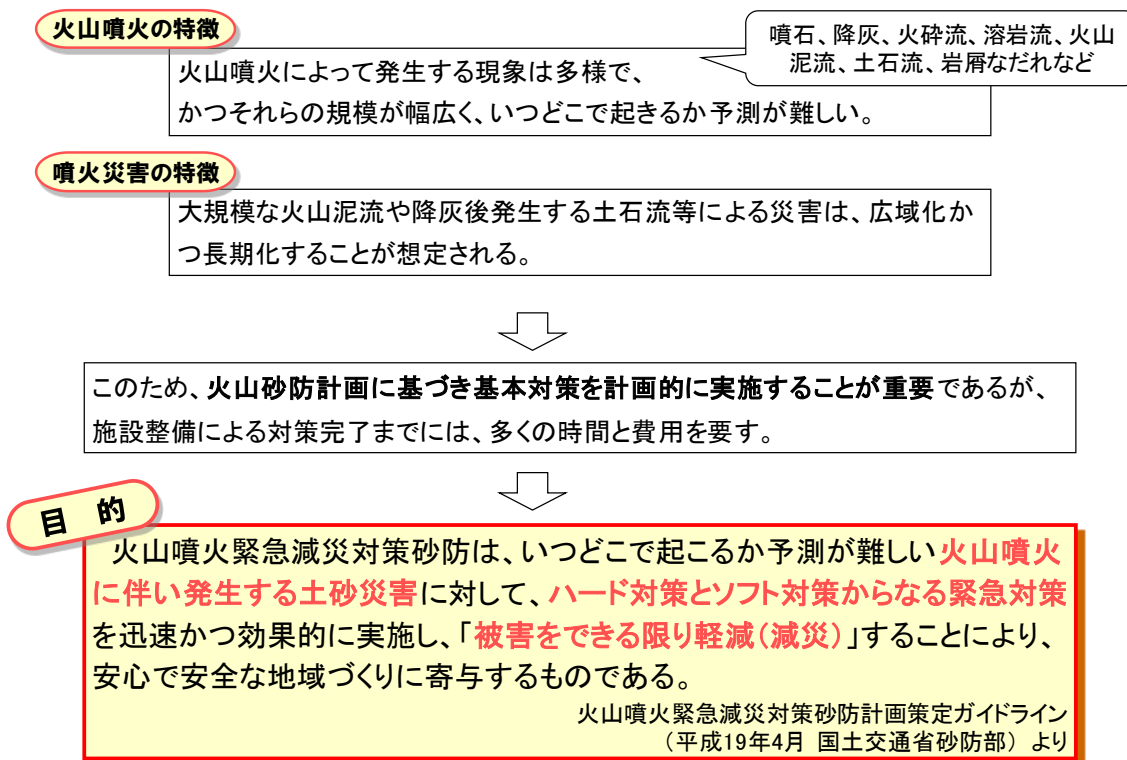 火山噴火の特徴
噴石、降灰、火砕流、溶岩流、火山
泥流、土石流、岩屑なだれなど
火山噴火によって発生する現象は多様で、
かつそれらの規模が幅広く、いつどこで起きるか予測が難しい。
噴火災害の特徴
大規模な火山泥流や降灰後発生する土石流等による災害は、広域化か
つ長期化することが想定される。
このため、火山砂防計画に基づき基本対策を計画的に実施することが重要であるが、
施設整備による対策完了までには、多くの時間と費用を要す。
目 的
火山噴火緊急減災対策砂防は、いつどこで起こるか予測が難しい火山噴火
に伴い発生する土砂災害に対して、ハード対策とソフト対策からなる緊急対策
を迅速かつ効果的に実施し、「被害をできる限り軽減（減災）」することにより、
安心で安全な地域づくりに寄与するものである。
火山噴火緊急減災対策砂防計画策定ガイドライン
（平成19年4月 国土交通省砂防部） より